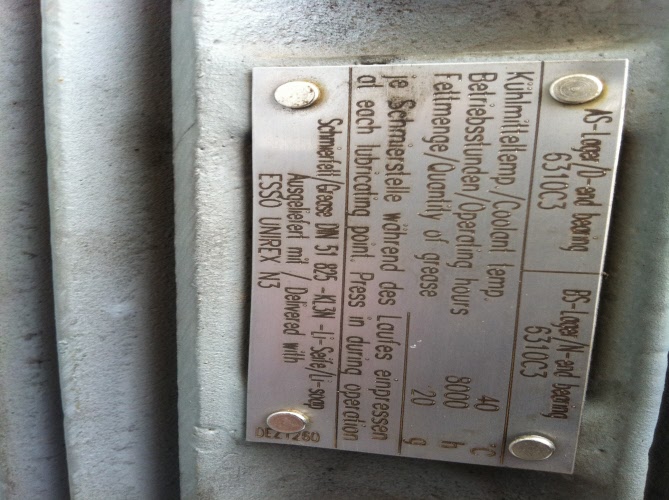 AS-Lager/D-end bearing BS-Lager/N-end bearing
6310C3 6310C3
Kühlmitteltemp./Coolant temp. 40 °C
Betriebsstunden/Operating hours 8000 h
Fettmenge/Quantity of grease 20 g
je Schmierstelle während des Laufes einpressen
at each lubricating point. Press in during operation
Schmierfett/Grease DIN 51 825 -KL3N -Li-Seife/Li-soap
Ausgeliefert mit / Delivered with
ESSO UNIREX N3